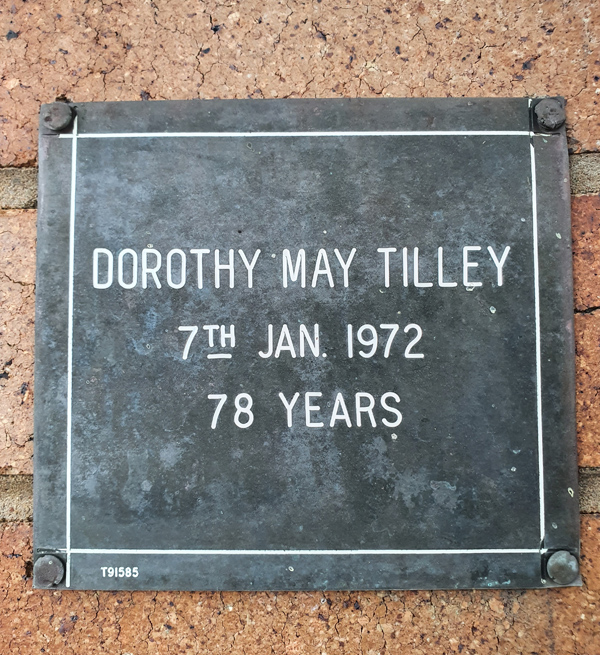 DOROTHY MAY TILLEY
7TH JAN. 1972
78 YEARS
T91585